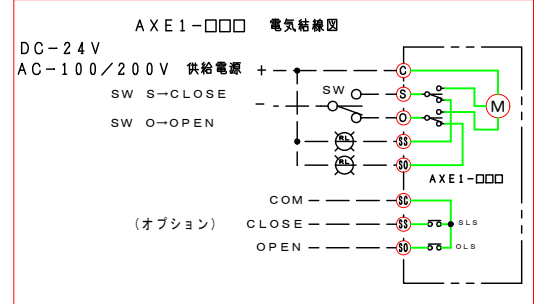 AXE1-□□□ 電気結線図
DC-24V
AC-100/200V 供給電源 +
C
SW S→CLOSE
SW
S
M
-
SW O→OPEN
O
RL
SS
RL
SO
AXE1-□□□
COM
SC
(オプション) CLOSE
SS
SLS
OPEN
SO
OLS